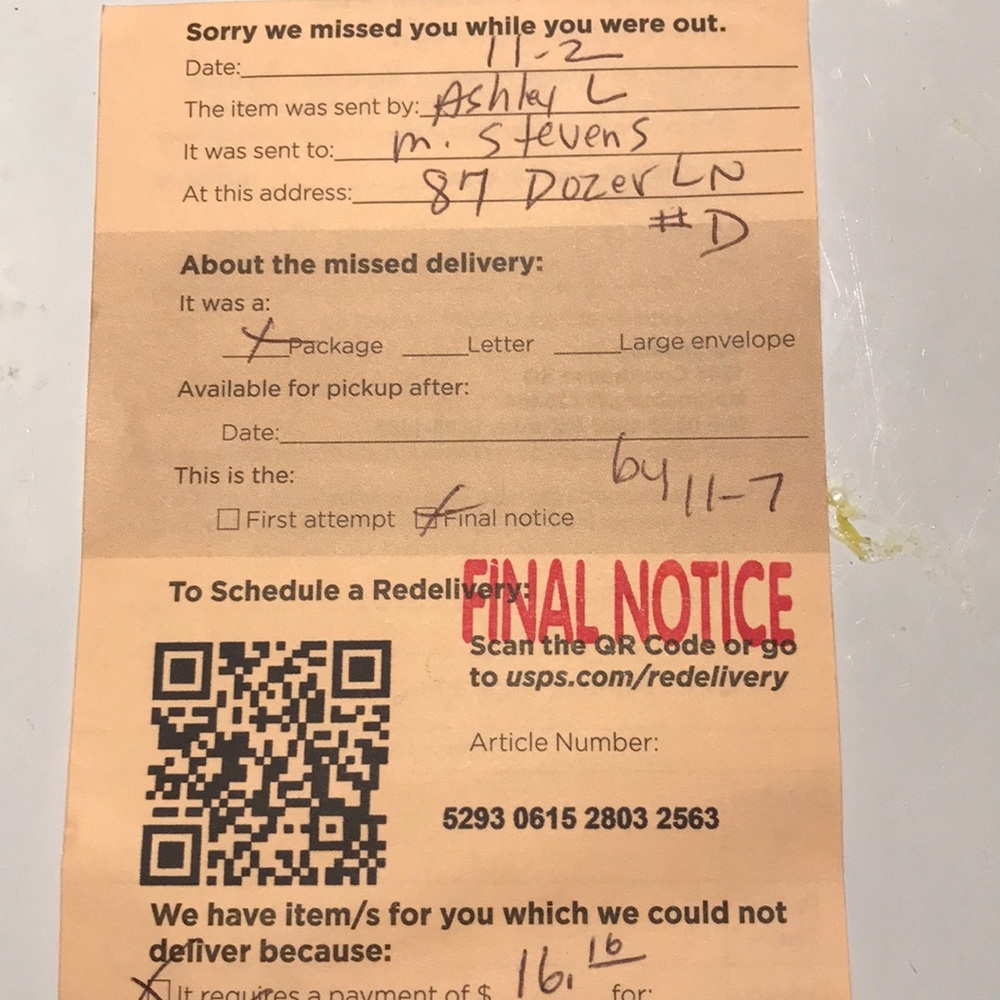 Sorry we missed you while you were out.
Date: 11-2
The item was sent by: Ashley L
It was sent to: M. Stevens
At this address: 87 Dozer LN
#D
About the missed delivery:
It was a:
X Package ____ Letter ____ Large envelope
Available for pickup after:
Date:
by 11-7
This is the:
☐ First attempt ☒ Final notice
To Schedule a Redelivery:
FINAL NOTICE
Scan the QR Code or go
to usps.com/redelivery
Article Number:
5293 0615 2803 2563
We have item/s for you which we could not
deliver because:
☒ It requires a payment of $ 16.16 for: